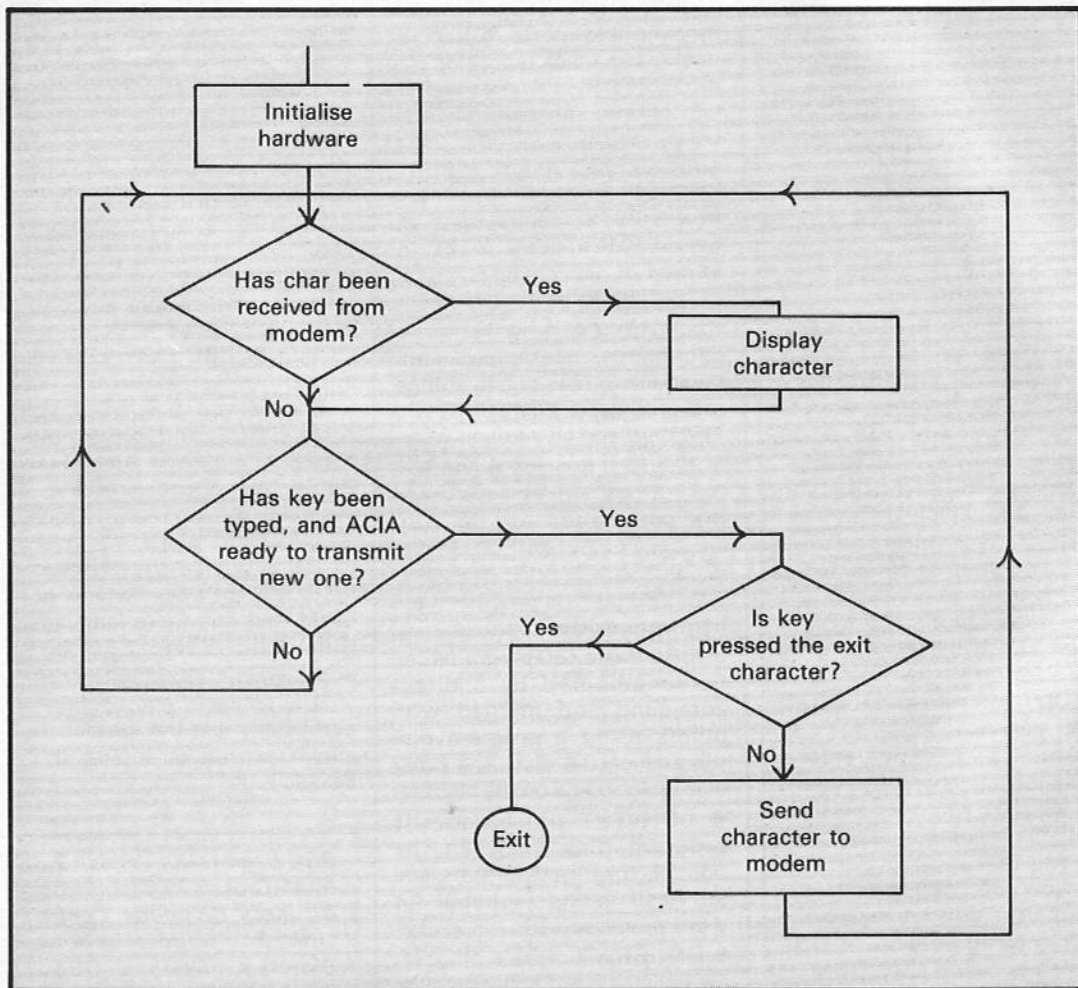 Initialise
hardware
Has char been
received from
modem?
Yes
Display
character
No
Has key been
typed, and ACIA
ready to transmit
new one?
Yes
No
Is key
pressed the exit
character?
Yes
No
Exit
Send
character to
modem